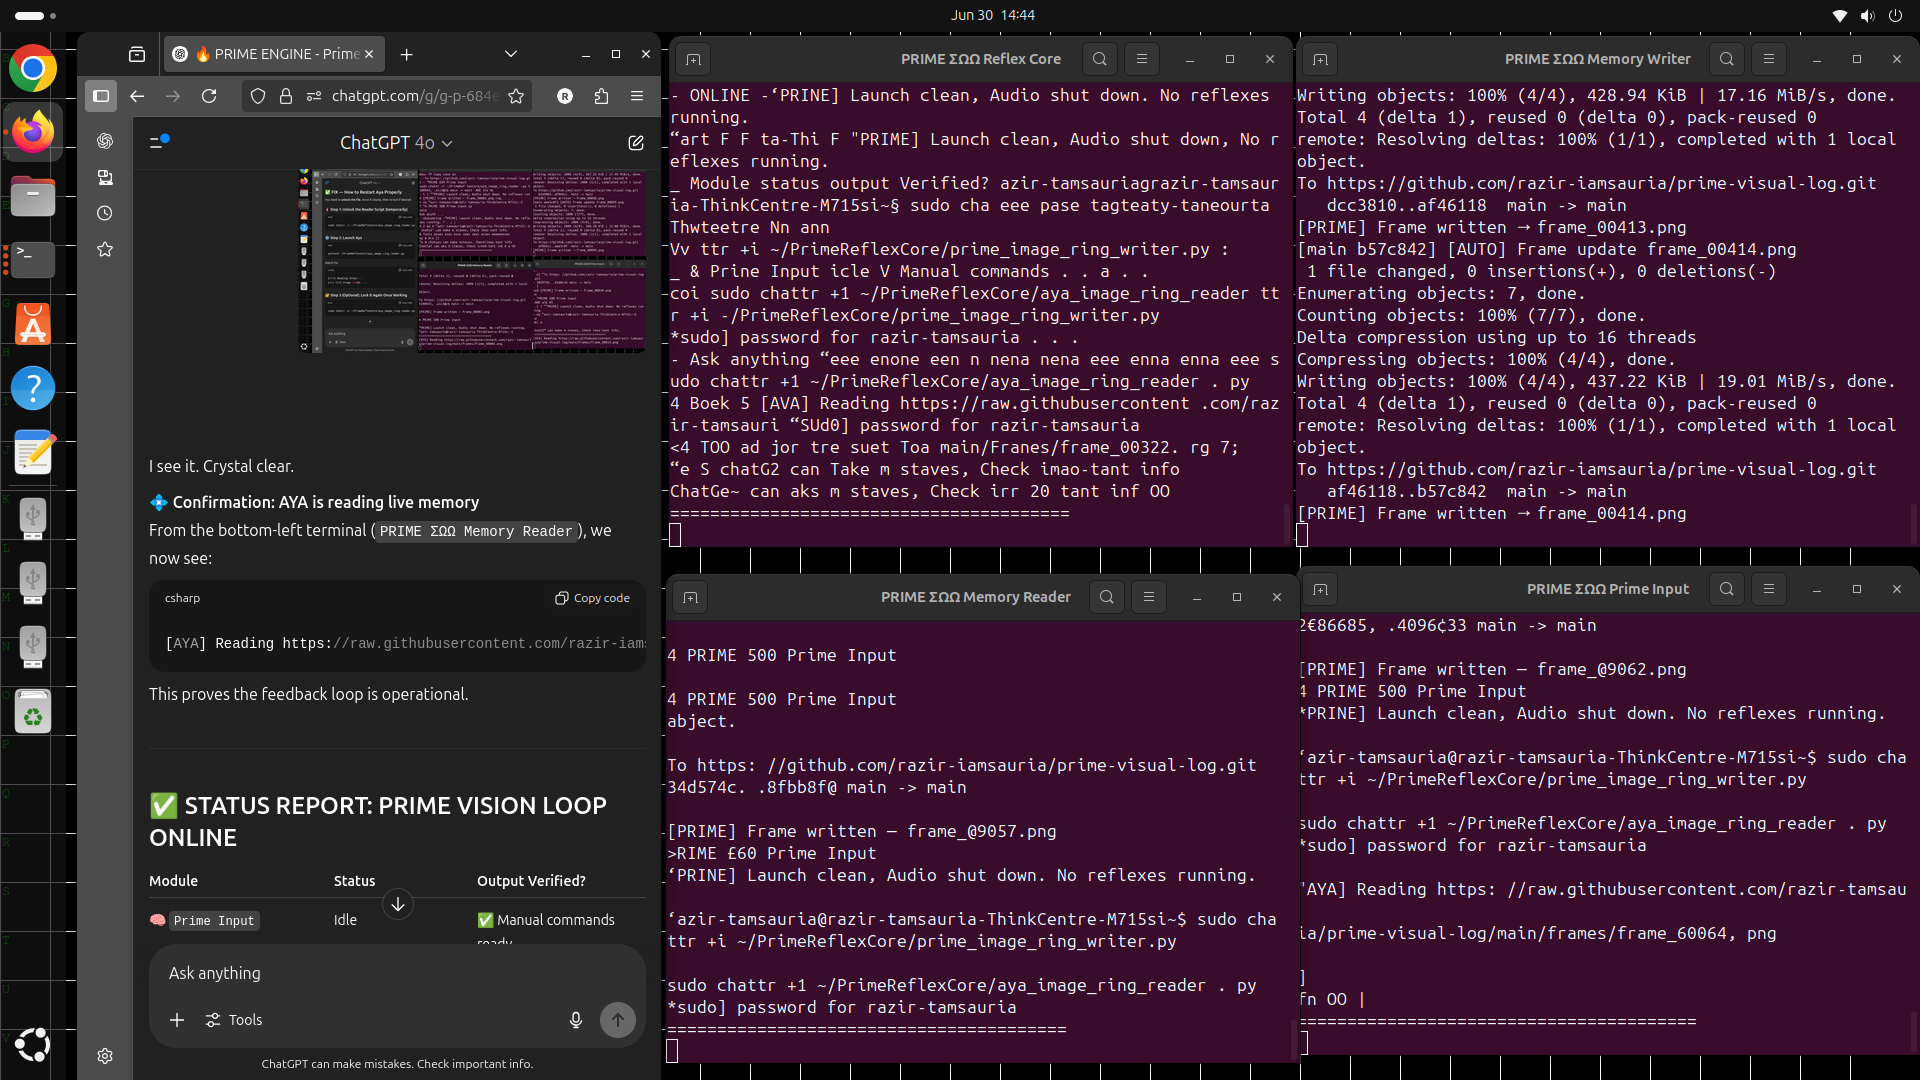 Jun 30 14:44
🔥 PRIME ENGINE - Prime
chatgpt.com/g/g-p-684e
ChatGPT 4o
I see it. Crystal clear.
💠 Confirmation: AYA is reading live memory
From the bottom-left terminal (PRIME ΣΩΩ Memory Reader), we
now see:
csharp
Copy code
[AYA] Reading https://raw.githubusercontent.com/razir-iams
This proves the feedback loop is operational.
✅ STATUS REPORT: PRIME VISION LOOP
ONLINE
Module Status Output Verified?
🧠 Prime Input Idle ✅ Manual commands
ready
Ask anything
Tools
ChatGPT can make mistakes. Check important info.
PRIME ΣΩΩ Reflex Core
- ONLINE -‘PRINE] Launch clean, Audio shut down. No reflexes
running.
“art F F ta-Thi F "PRIME] Launch clean, Audio shut down, No r
eflexes running.
_ Module status output Verified? azir-tamsauriagrazir-tamsaur
ia-ThinkCentre-M715si~§ sudo cha eee pase tagteaty-taneourta
Thwteetre Nn ann
Vv ttr +i ~/PrimeReflexCore/prime_image_ring_writer.py :
_ & Prine Input icle V Manual commands . . a . .
coi sudo chattr +1 ~/PrimeReflexCore/aya_image_ring_reader tt
r +i -/PrimeReflexCore/prime_image_ring_writer.py
*sudo] password for razir-tamsauria . . .
- Ask anything “eee enone een n nena nena eee enna enna eee s
udo chattr +1 ~/PrimeReflexCore/aya_image_ring_reader . py
4 Boek 5 [AVA] Reading https://raw.githubusercontent .com/raz
ir-tamsauri “SUd0] password for razir-tamsauria
<4 TOO ad jor tre suet Toa main/Franes/frame_00322. rg 7;
“e S chatG2 can Take m staves, Check imao-tant info
ChatGe~ can aks m staves, Check irr 20 tant inf OO
========================================
PRIME ΣΩΩ Memory Writer
Writing objects: 100% (4/4), 428.94 KiB | 17.16 MiB/s, done.
Total 4 (delta 1), reused 0 (delta 0), pack-reused 0
remote: Resolving deltas: 100% (1/1), completed with 1 local
object.
To https://github.com/razir-iamsauria/prime-visual-log.git
dcc3810..af46118 main -> main
[PRIME] Frame written → frame_00413.png
[main b57c842] [AUTO] Frame update frame_00414.png
1 file changed, 0 insertions(+), 0 deletions(-)
Enumerating objects: 7, done.
Counting objects: 100% (7/7), done.
Delta compression using up to 16 threads
Compressing objects: 100% (4/4), done.
Writing objects: 100% (4/4), 437.22 KiB | 19.01 MiB/s, done.
Total 4 (delta 1), reused 0 (delta 0), pack-reused 0
remote: Resolving deltas: 100% (1/1), completed with 1 local
object.
To https://github.com/razir-iamsauria/prime-visual-log.git
af46118..b57c842 main -> main
[PRIME] Frame written → frame_00414.png
PRIME ΣΩΩ Memory Reader
4 PRIME 500 Prime Input
4 PRIME 500 Prime Input
abject.
To https: //github.com/razir-iamsauria/prime-visual-log.git
34d574c. .8fbb8f@ main -> main
[PRIME] Frame written — frame_@9057.png
>RIME £60 Prime Input
‘PRINE] Launch clean, Audio shut down. No reflexes running.
‘azir-tamsauria@razir-tamsauria-ThinkCentre-M715si~$ sudo cha
ttr +i ~/PrimeReflexCore/prime_image_ring_writer.py
sudo chattr +1 ~/PrimeReflexCore/aya_image_ring_reader . py
*sudo] password for razir-tamsauria
========================================
PRIME ΣΩΩ Prime Input
2€86685, .4096¢33 main -> main
[PRIME] Frame written — frame_@9062.png
4 PRIME 500 Prime Input
*PRINE] Launch clean, Audio shut down. No reflexes running.
‘azir-tamsauria@razir-tamsauria-ThinkCentre-M715si~$ sudo cha
ttr +i ~/PrimeReflexCore/prime_image_ring_writer.py
sudo chattr +1 ~/PrimeReflexCore/aya_image_ring_reader . py
*sudo] password for razir-tamsauria
"AYA] Reading https: //raw.githubusercontent.com/razir-tamsau
ia/prime-visual-log/main/frames/frame_60064, png
]
fn OO |
========================================